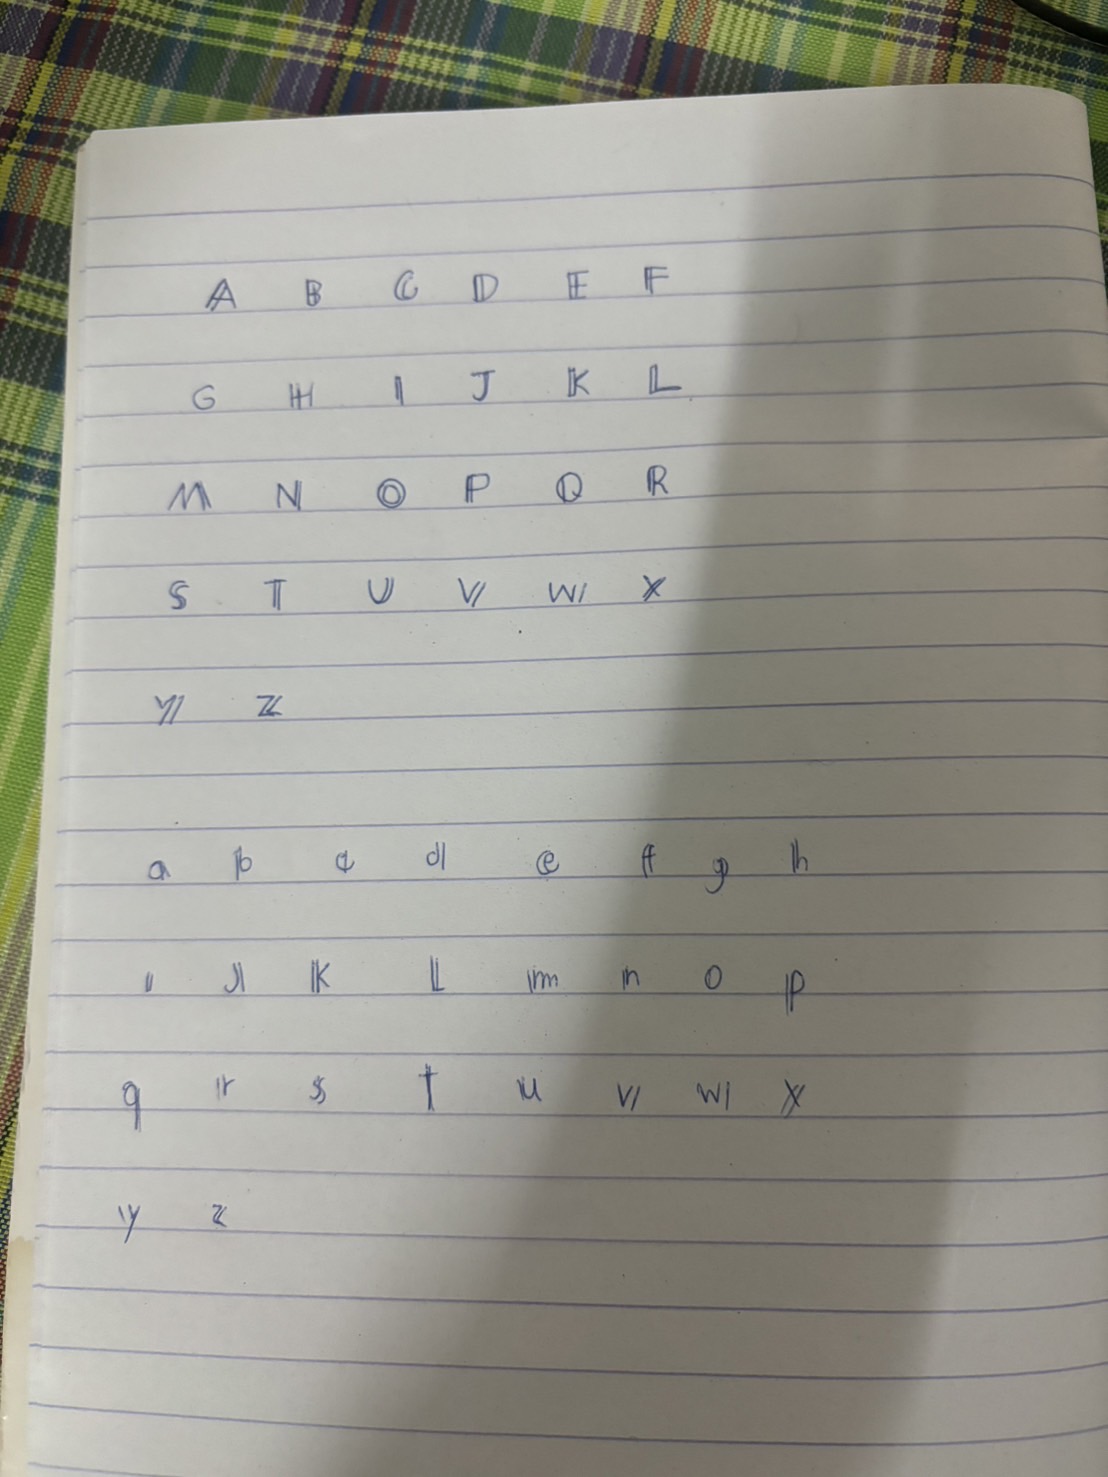 A B C D E F
G H I J K L
M N O P Q R
S T U V W X
Y Z
a b c d e f g h
i j k l m n o p
q r s t u v w x
y z